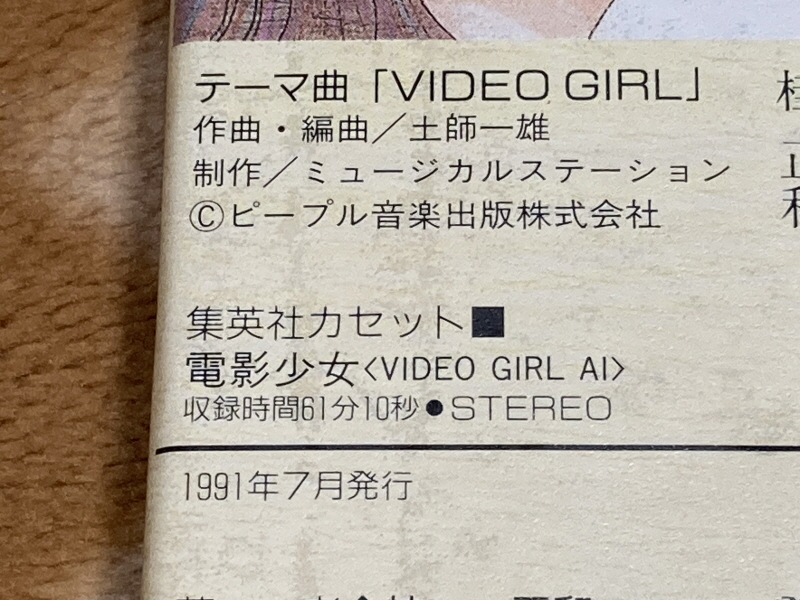 テーマ曲「VIDEO GIRL」
作曲・編曲／土師一雄
制作／ミュージカルステーション
Ⓒピープル音楽出版株式会社
集英社カセット■
電影少女〈VIDEO GIRL AI〉
収録時間61分10秒●STEREO
1991年7月発行